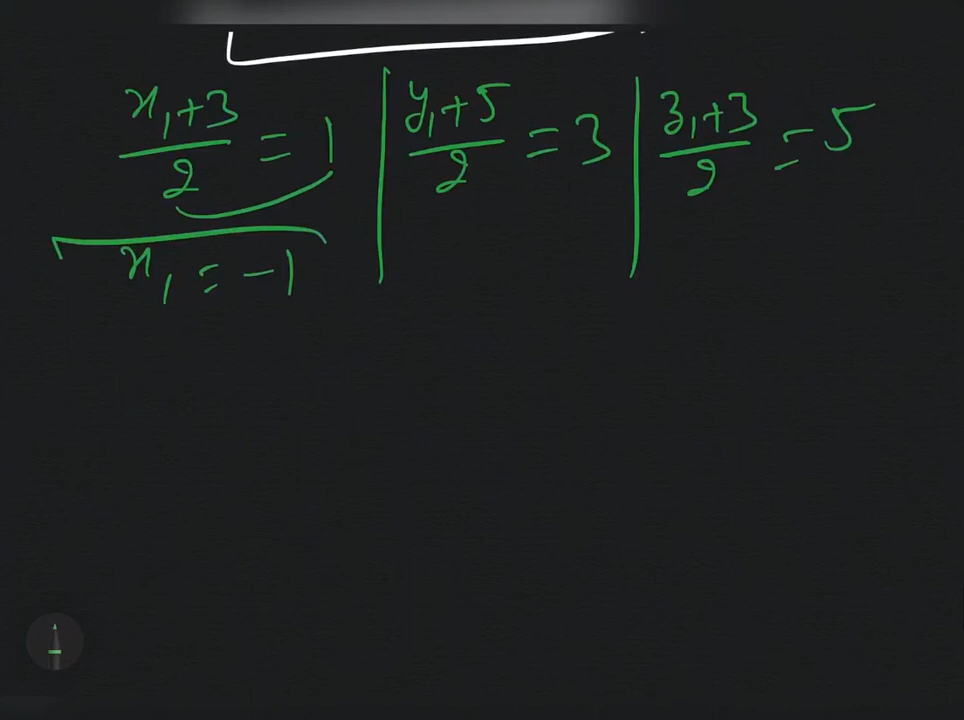 x₁+3/2 = 1 | y₁+5/2 = 3 | z₁+3/2 = 5
x₁ = -1